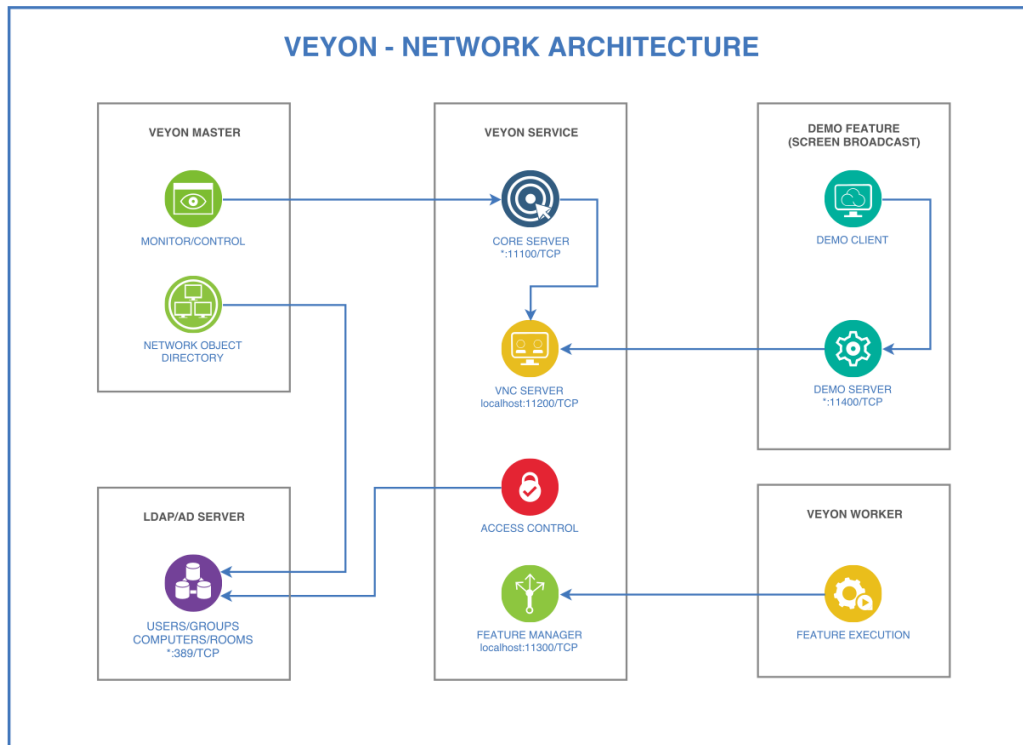 VEYON - NETWORK ARCHITECTURE
VEYON MASTER
MONITOR/CONTROL
NETWORK OBJECT
DIRECTORY
VEYON SERVICE
CORE SERVER
*:11100/TCP
VNC SERVER
localhost:11200/TCP
ACCESS CONTROL
FEATURE MANAGER
localhost:11300/TCP
DEMO FEATURE
(SCREEN BROADCAST)
DEMO CLIENT
DEMO SERVER
*:11400/TCP
LDAP/AD SERVER
USERS/GROUPS
COMPUTERS/ROOMS
*:389/TCP
VEYON WORKER
FEATURE EXECUTION